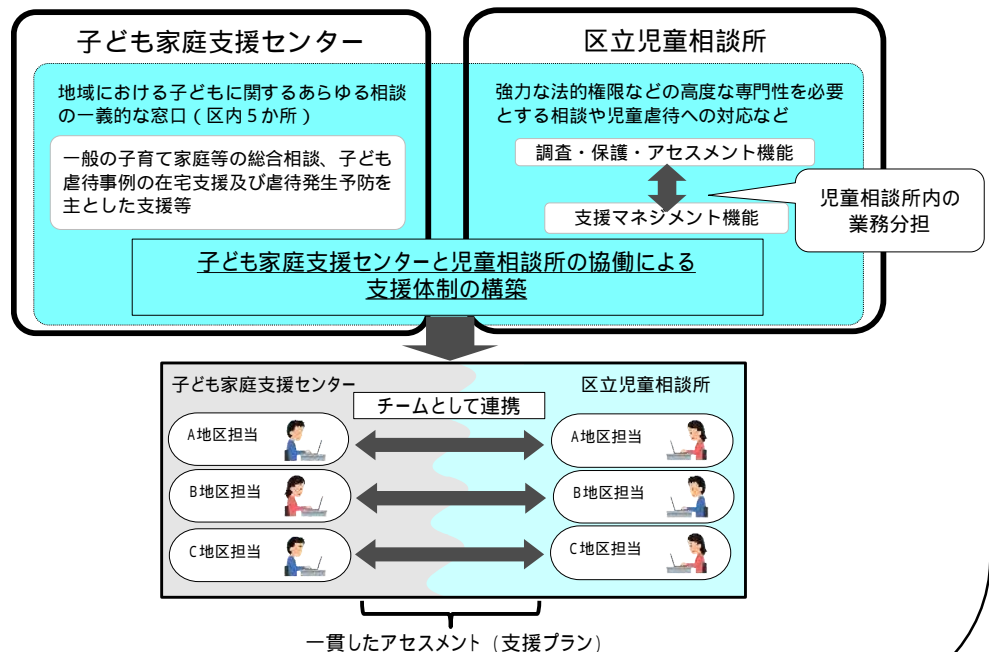 子ども家庭支援センター
地域における子どもに関するあらゆる相談
の一義的な窓口（区内５か所）
一般の子育て家庭等の総合相談、子ども
虐待事例の在宅支援及び虐待発生予防を
主とした支援等
区立児童相談所
強力な法的権限などの高度な専門性を必要
とする相談や児童虐待への対応など
調査・保護・アセスメント機能
支援マネジメント機能
児童相談所内の
業務分担
子ども家庭支援センターと児童相談所の協働による
支援体制の構築
子ども家庭支援センター
区立児童相談所
チームとして連携
A地区担当
A地区担当
B地区担当
B地区担当
C地区担当
C地区担当
一貫したアセスメント（支援プラン）